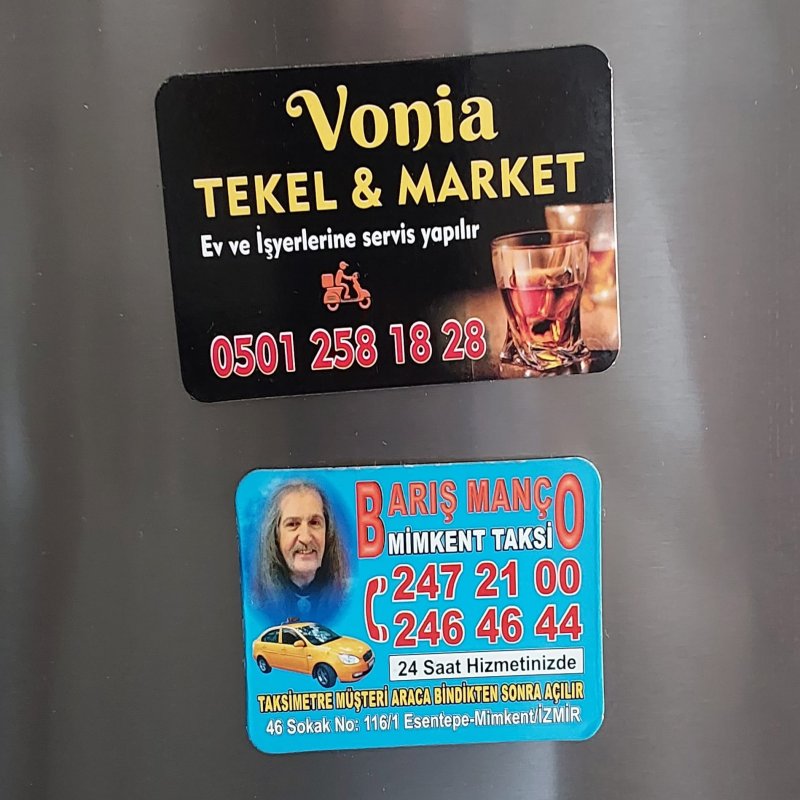 Vonia
TEKEL & MARKET
Ev ve İşyerlerine servis yapılır
0501 258 18 28
BARIŞ MANÇO
MİMKENT TAKSİ
247 21 00
246 46 44
24 Saat Hizmetinizde
TAKSİMETRE MÜŞTERİ ARACA BİNDİKTEN SONRA AÇILIR
46 Sokak No: 116/1 Esentepe-Mimkent/İZMİR